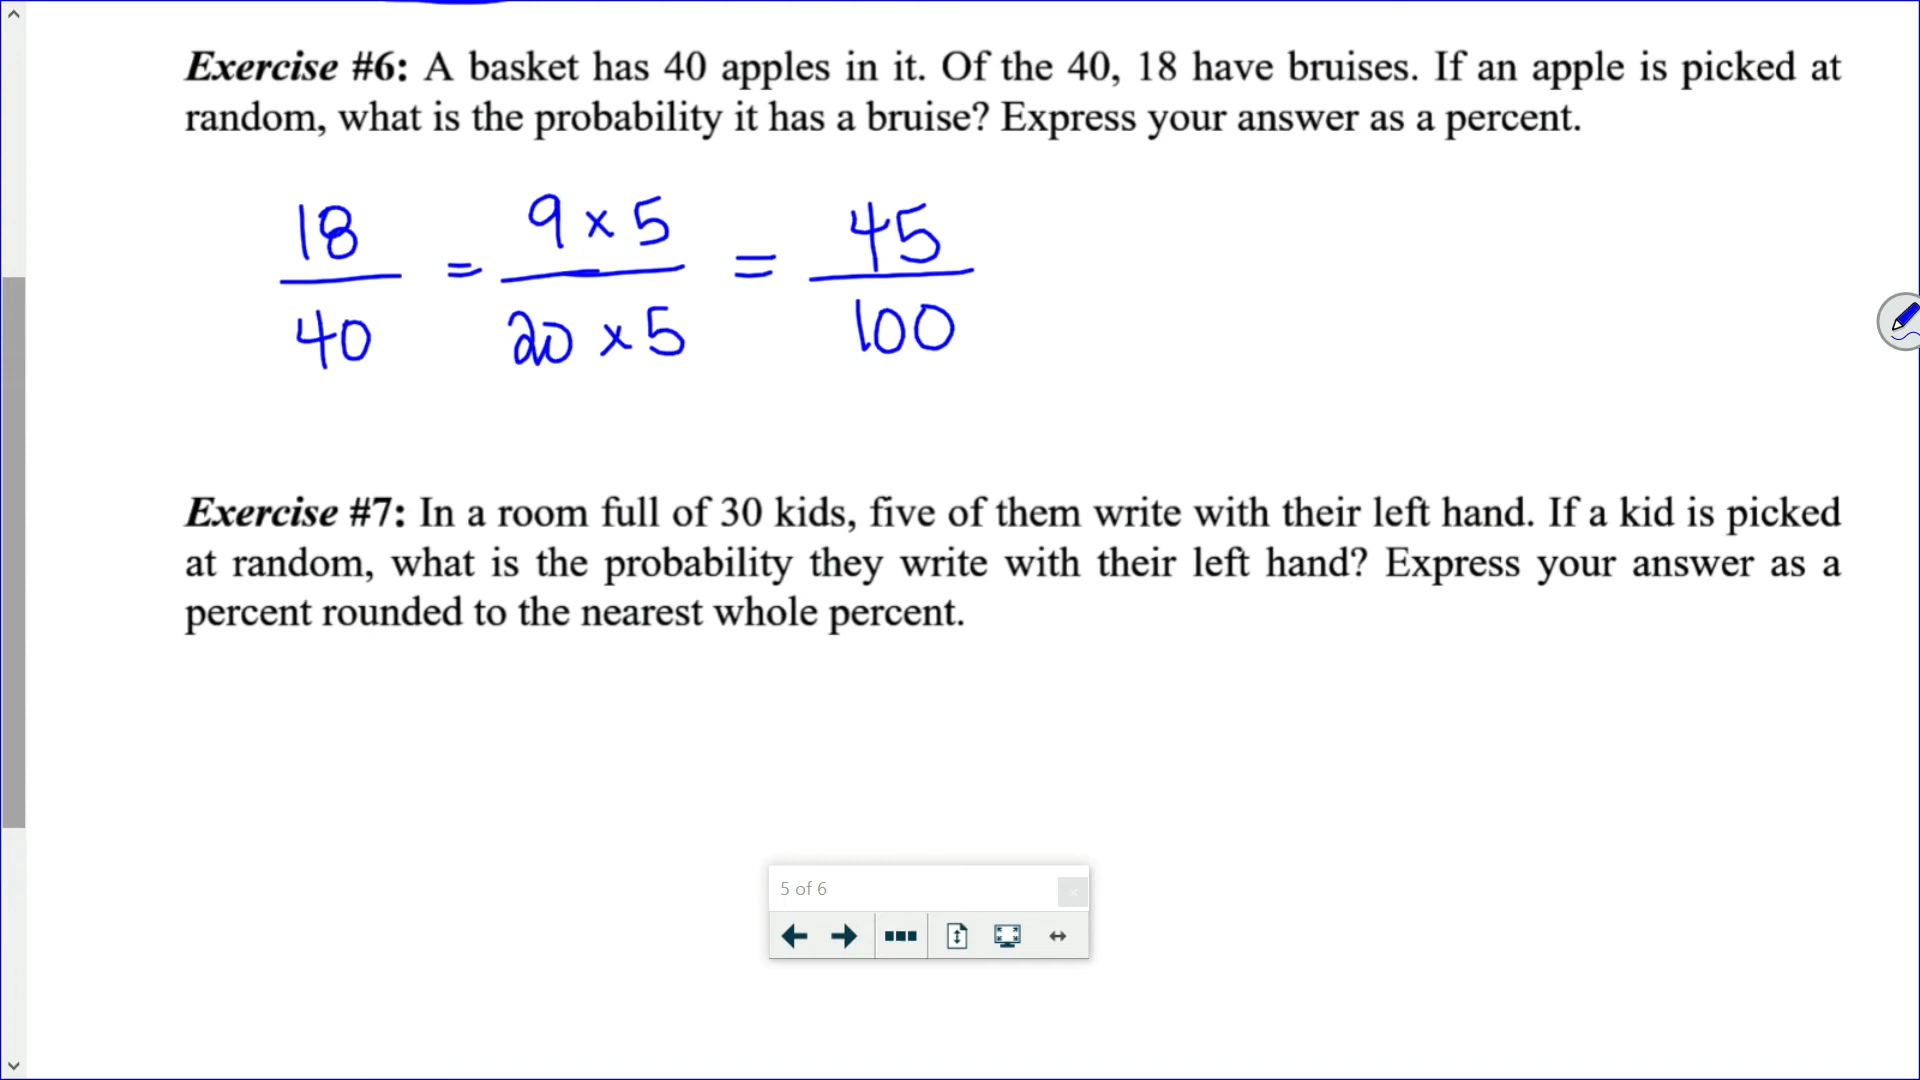 Exercise #6: A basket has 40 apples in it. Of the 40, 18 have bruises. If an apple is picked at
random, what is the probability it has a bruise? Express your answer as a percent.
18/40 = 9 x 5/20 x 5 = 45/100
Exercise #7: In a room full of 30 kids, five of them write with their left hand. If a kid is picked
at random, what is the probability they write with their left hand? Express your answer as a
percent rounded to the nearest whole percent.
5 of 6